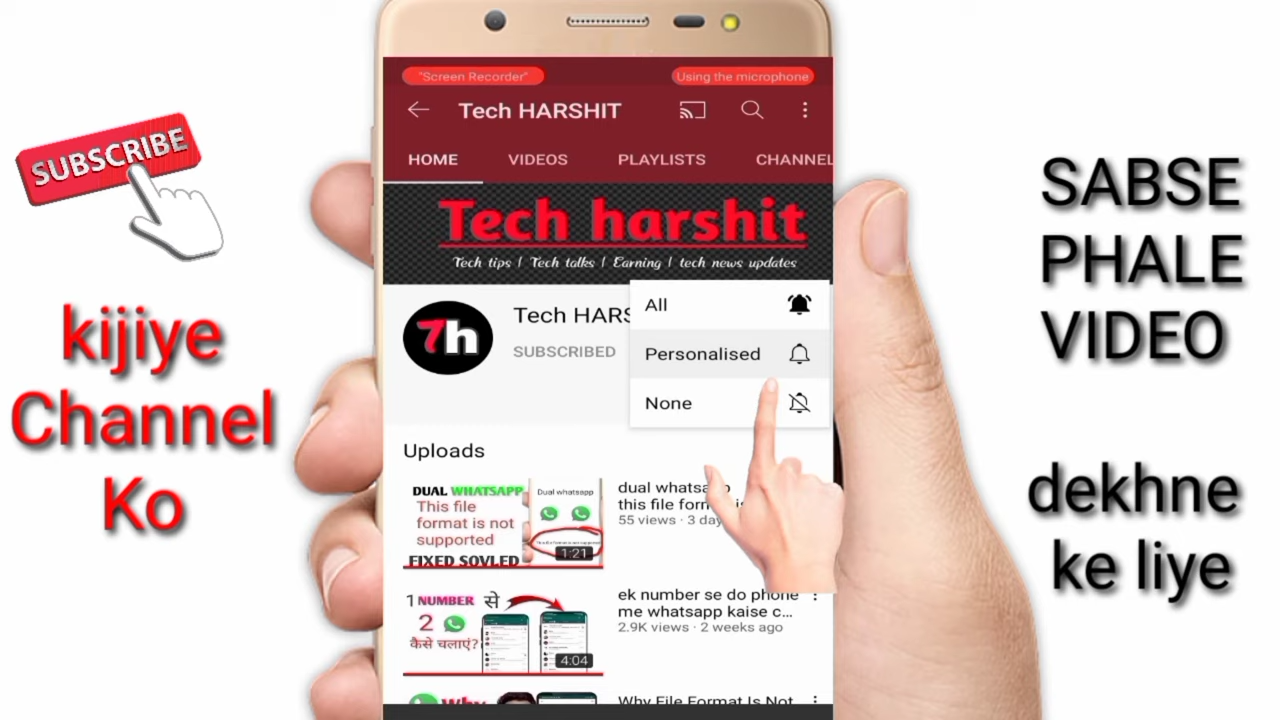 "Screen Recorder"
Using the microphone
Tech HARSHIT
HOME
VIDEOS
PLAYLISTS
CHANNEL
Tech harshit
Tech tips | Tech talks | Earning | tech news updates
7h
Tech HARS
SUBSCRIBED
All
Personalised
None
SUBSCRIBE
kijiye
Channel
Ko
SABSE
PHALE
VIDEO
dekhne
ke liye
Uploads
DUAL WHATSAPP
This file
format is not
supported
FIXED SOVLED
Dual whatsapp
1:21
dual whatsa
this file form
55 views · 3 day
1 NUMBER से
2
कैसे चलाएं?
4:04
ek number se do phone
me whatsapp kaise c...
2.9K views · 2 weeks ago
Why
Why File Format Is Not